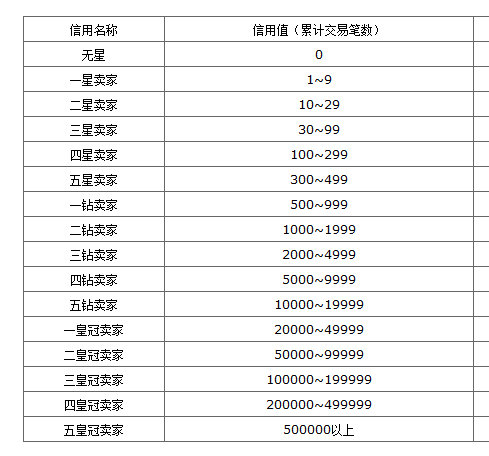 信用名称 信用值（累计交易笔数）
无星 0
一星卖家 1~9
二星卖家 10~29
三星卖家 30~99
四星卖家 100~299
五星卖家 300~499
一钻卖家 500~999
二钻卖家 1000~1999
三钻卖家 2000~4999
四钻卖家 5000~9999
五钻卖家 10000~19999
一皇冠卖家 20000~49999
二皇冠卖家 50000~99999
三皇冠卖家 100000~199999
四皇冠卖家 200000~499999
五皇冠卖家 500000以上